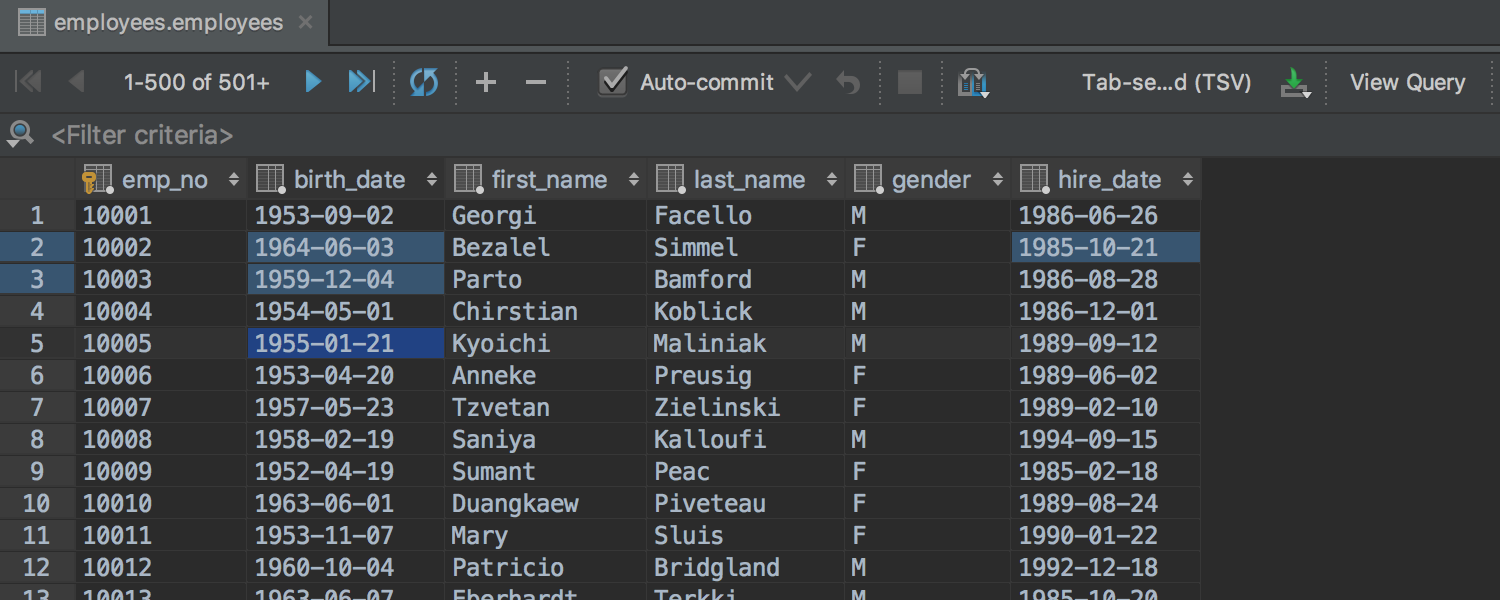 employees.employees
1-500 of 501+ Auto-commit Tab-se...d (TSV) View Query
<Filter criteria>
emp_no birth_date first_name last_name gender hire_date
1 10001 1953-09-02 Georgi Facello M 1986-06-26
2 10002 1964-06-03 Bezalel Simmel F 1985-10-21
3 10003 1959-12-04 Parto Bamford M 1986-08-28
4 10004 1954-05-01 Chirstian Koblick M 1986-12-01
5 10005 1955-01-21 Kyoichi Maliniak M 1989-09-12
6 10006 1953-04-20 Anneke Preusig F 1989-06-02
7 10007 1957-05-23 Tzvetan Zielinski F 1989-02-10
8 10008 1958-02-19 Saniya Kalloufi M 1994-09-15
9 10009 1952-04-19 Sumant Peac F 1985-02-18
10 10010 1963-06-01 Duangkaew Piveteau F 1989-08-24
11 10011 1953-11-07 Mary Sluis F 1990-01-22
12 10012 1960-10-04 Patricio Bridgland M 1992-12-18
13 10013 1963-06-07 Eberhardt Terkki M 1985-10-20